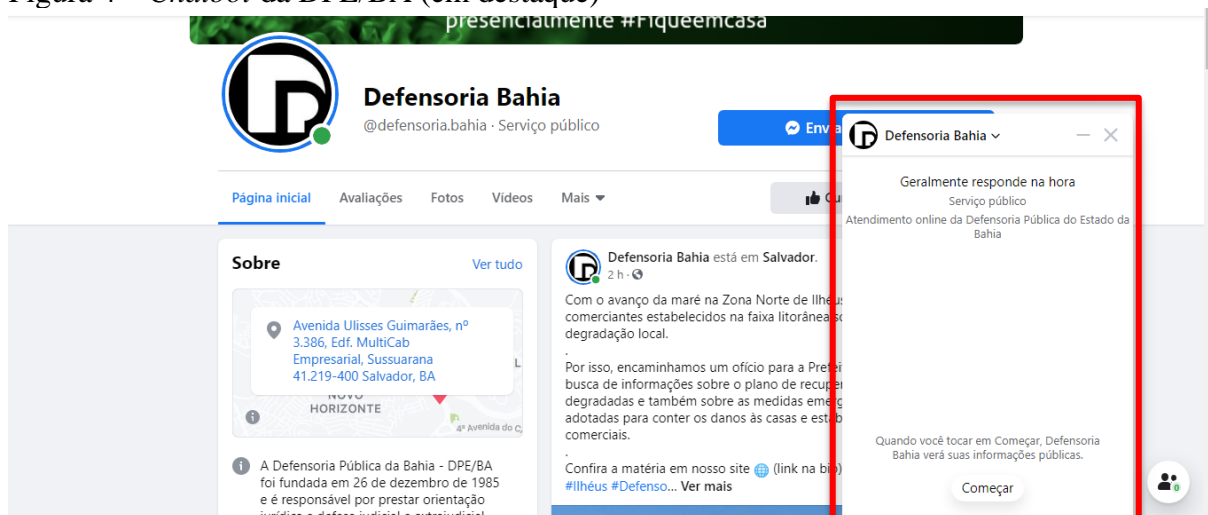 presencialmente #Fiqueemcasa
Defensoria Bahia
@defensoria.bahia · Serviço público
Página inicial Avaliações Fotos Vídeos Mais
Sobre
Ver tudo
Avenida Ulisses Guimarães, nº
3.386, Edf. MultiCab
Empresarial, Sussuarana
41.219-400 Salvador, BA
HORIZONTE
4ª Avenida do
A Defensoria Pública da Bahia - DPE/BA
foi fundada em 26 de dezembro de 1985
e é responsável por prestar orientação
Defensoria Bahia está em Salvador.
2 h ·
Com o avanço da maré na Zona Norte de
comerciantes estabelecidos na faixa litorânea
degradação local.
.
Por isso, encaminhamos um ofício para a
busca de informações sobre o plano de
degradadas e também sobre as medidas
adotadas para conter os danos às casas e
comerciais.
.
Confira a matéria em nosso site (link na bio)
#Ilhéus #Defenso... Ver mais
Defensoria Bahia
Geralmente responde na hora
Serviço público
Atendimento online da Defensoria Pública do Estado da
Bahia
Quando você tocar em Começar, Defensoria
Bahia verá suas informações públicas.
Começar
0